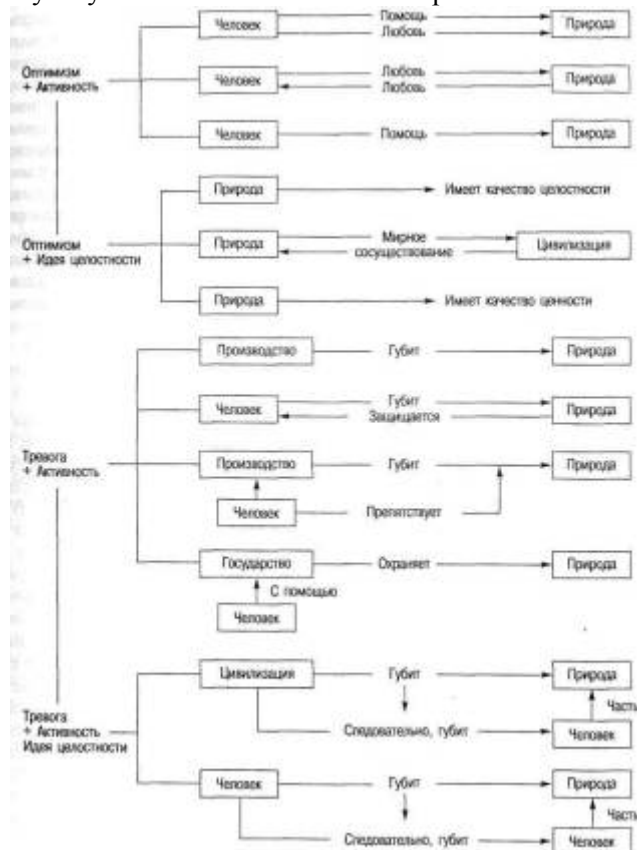 Человек
Помощь
Любовь
Природа
Оптимизм
+ Активность
Человек
Любовь
Любовь
Природа
Человек
Помощь
Природа
Природа
Имеет качество целостности
Оптимизм
+ Идея целостности
Природа
Мирное
сосуществование
Цивилизация
Природа
Имеет качество ценности
Производство
Губит
Природа
Человек
Губит
Защищается
Природа
Тревога
+ Активность
Производство
Губит
Природа
Человек
Препятствует
Государство
Охраняет
Природа
С помощью
Человек
Цивилизация
Губит
Природа
Часть
Тревога
+ Активность
Идея целостности
Следовательно, губит
Человек
Человек
Губит
Природа
Часть
Следовательно, губит
Человек